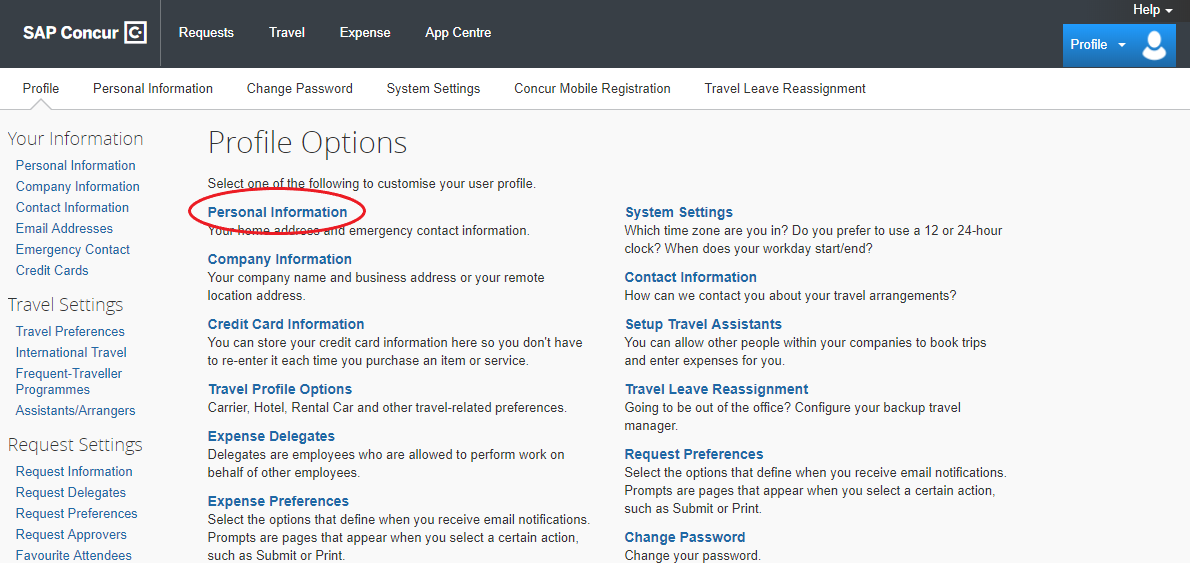 Help
SAP Concur C
Requests
Travel
Expense
App Centre
Profile
Profile
Personal Information
Change Password
System Settings
Concur Mobile Registration
Travel Leave Reassignment
Your Information
Personal Information
Company Information
Contact Information
Email Addresses
Emergency Contact
Credit Cards
Travel Settings
Travel Preferences
International Travel
Frequent-Traveller
Programmes
Assistants/Arrangers
Request Settings
Request Information
Request Delegates
Request Preferences
Request Approvers
Favourite Attendees
Profile Options
Select one of the following to customise your user profile.
Personal Information
Your home address and emergency contact information.
Company Information
Your company name and business address or your remote
location address.
Credit Card Information
You can store your credit card information here so you don't have
to re-enter it each time you purchase an item or service.
Travel Profile Options
Carrier, Hotel, Rental Car and other travel-related preferences.
Expense Delegates
Delegates are employees who are allowed to perform work on
behalf of other employees.
Expense Preferences
Select the options that define when you receive email notifications.
Prompts are pages that appear when you select a certain action,
such as Submit or Print.
System Settings
Which time zone are you in? Do you prefer to use a 12 or 24-hour
clock? When does your workday start/end?
Contact Information
How can we contact you about your travel arrangements?
Setup Travel Assistants
You can allow other people within your companies to book trips
and enter expenses for you.
Travel Leave Reassignment
Going to be out of the office? Configure your backup travel
manager.
Request Preferences
Select the options that define when you receive email notifications.
Prompts are pages that appear when you select a certain action,
such as Submit or Print.
Change Password
Change your password.